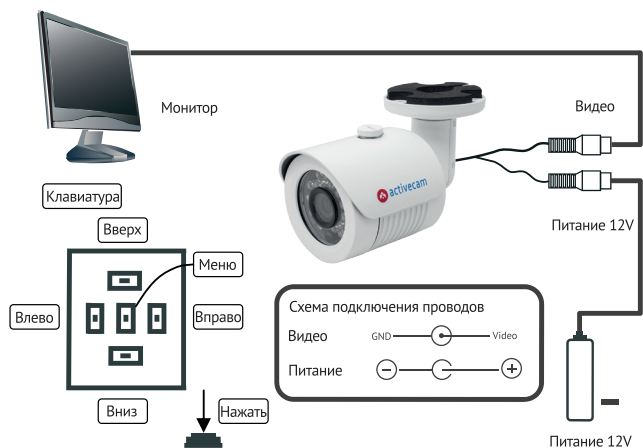 Монитор
Видео
activecam
Клавиатура
Питание 12V
Вверх
Меню
Влево
Вправо
Схема подключения проводов
Видео GND Video
Питание − +
Вниз
Нажать
Питание 12V